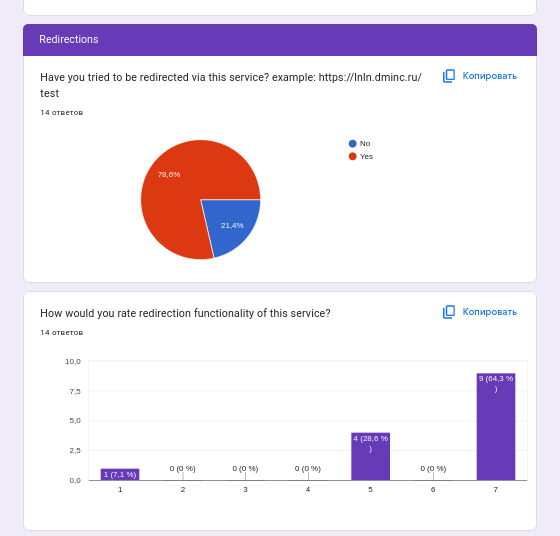 Redirections
Have you tried to be redirected via this service? example: https://lnln.dminc.ru/
test
Копировать
14 ответов
No
Yes
78,6%
21,4%
How would you rate redirection functionality of this service?
Копировать
14 ответов
10,0
7,5
5,0
2,5
0,0
1 (7,1 %)
0 (0 %)
0 (0 %)
0 (0 %)
4 (28,6 %
)
0 (0 %)
9 (64,3 %
)
1 2 3 4 5 6 7